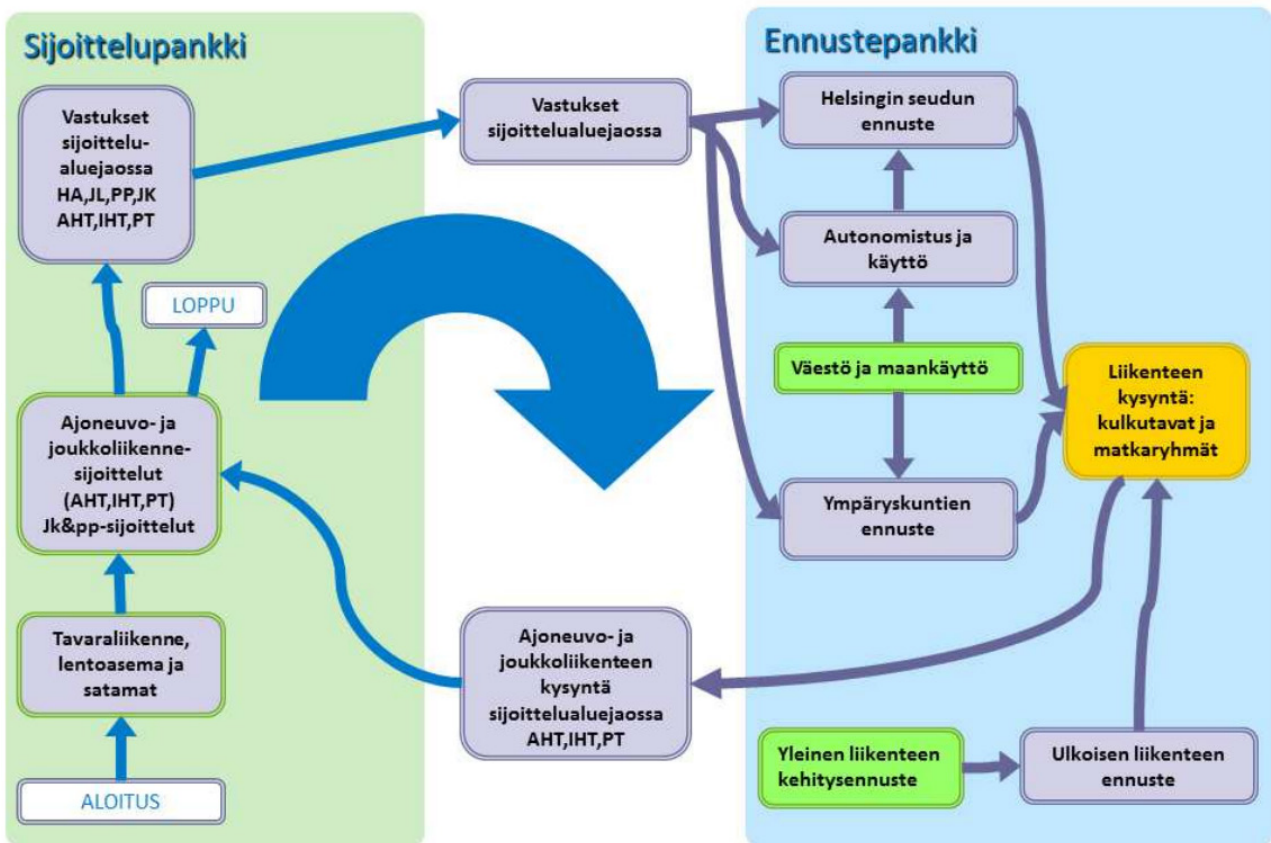 Sijoittelupankki
Vastukset
sijoittelu-
aluejaossa
HA,JL,PP,JK
AHT,IHT,PT
LOPPU
Ajoneuvo- ja
joukkoliikenne-
sijoittelut
(AHT,IHT,PT)
Jk&pp-sijoittelut
Tavaraliikenne,
lentoasema ja
satamat
ALOITUS
Vastukset
sijoittelualuejaossa
Ajoneuvo- ja
joukkoliikenteen
kysyntä
sijoittelualuejaossa
AHT,IHT,PT
Ennustepankki
Helsingin seudun
ennuste
Autonomistus ja
käyttö
Väestö ja maankäyttö
Ympäryskuntien
ennuste
Liikenteen
kysyntä:
kulkutavat ja
matkaryhmät
Yleinen liikenteen
kehitysennuste
Ulkoisen liikenteen
ennuste